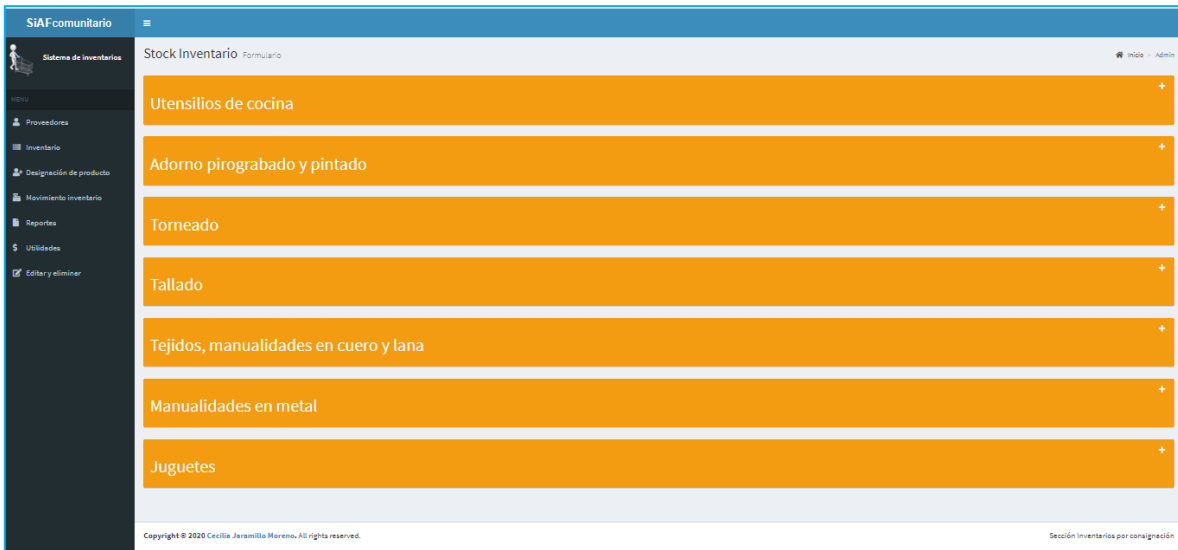 SiAFcomunitario
Sistema de inventarios
MENU
Proveedores
Inventario
Designación de producto
Movimiento inventario
Reportes
Utilidades
Editar y eliminar
Stock Inventario Formulario
Inicio > Admin
Utensilios de cocina
Adorno pirograbado y pintado
Torneado
Tallado
Tejidos, manualidades en cuero y lana
Manualidades en metal
Juguetes
Copyright © 2020 Cecilia Jaramillo Moreno. All rights reserved.
Sección Inventarios por consignación